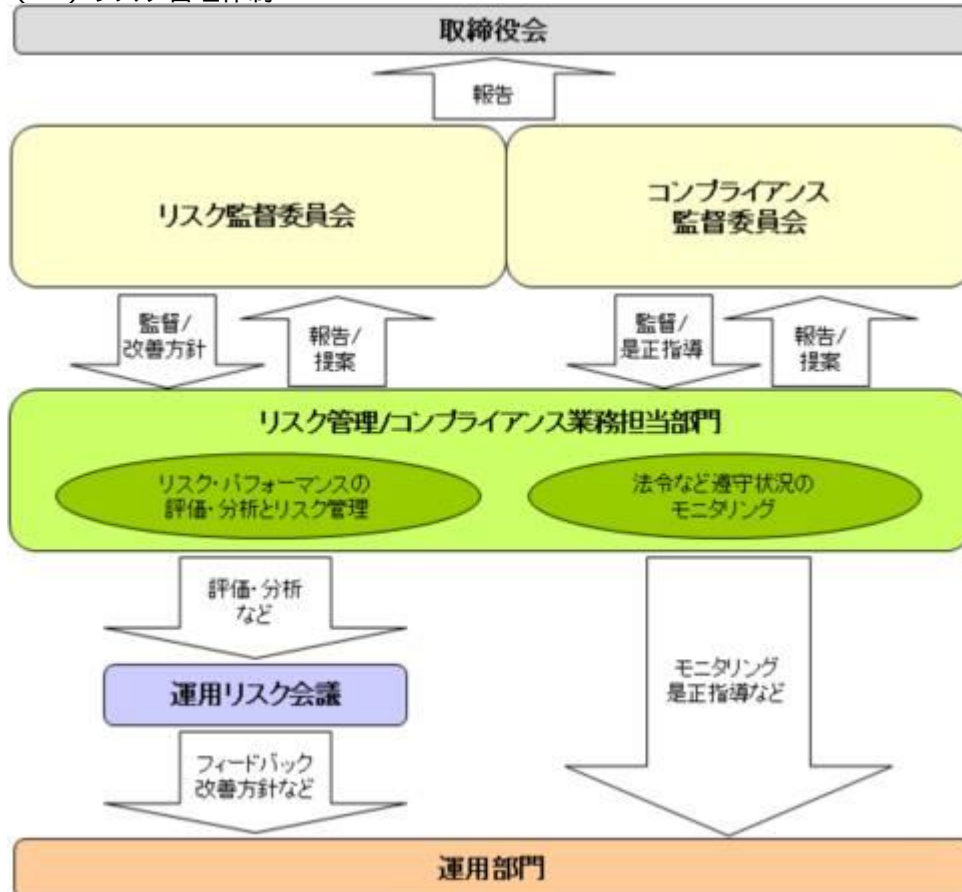 取締役会
報告
リスク監督委員会
コンプライアンス
監督委員会
監督/
改善方針
報告/
提案
監督/
是正指導
報告/
提案
リスク管理/コンプライアンス業務担当部門
リスク・パフォーマンスの
評価・分析とリスク管理
法令など遵守状況の
モニタリング
評価・分析
など
運用リスク会議
モニタリング
是正指導など
フィードバック
改善方針など
運用部門